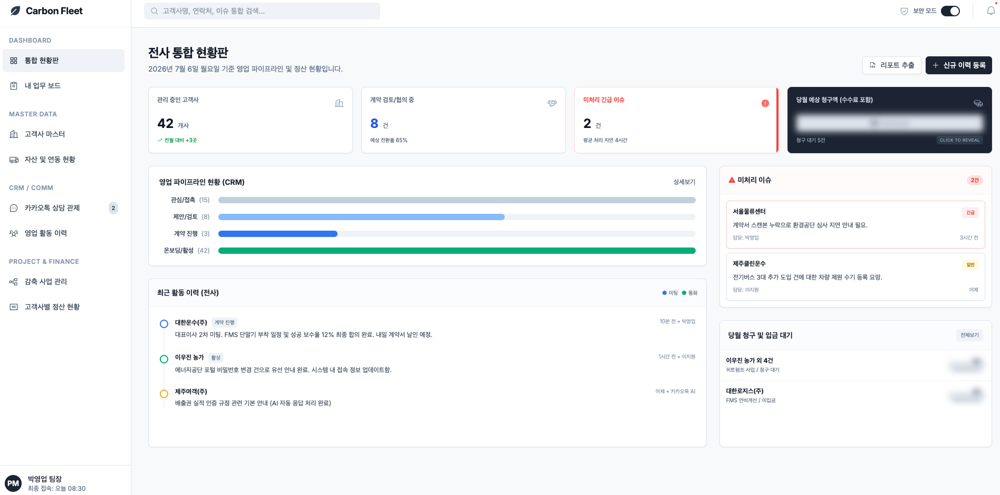 Carbon Fleet
고객사명, 연락처, 이슈 통합 검색...
보안 모드
DASHBOARD
통합 현황판
내 업무 보드
MASTER DATA
고객사 마스터
자산 및 연동 현황
CRM / COMM
카카오톡 상담 관제
2
영업 활동 이력
PROJECT & FINANCE
감축 사업 관리
고객사별 정산 현황
PM
박영업 팀장
최종 접속: 오늘 08:30
전사 통합 현황판
2026년 7월 6일 월요일 기준 영업 파이프라인 및 정산 현황입니다.
CSV
리포트 추출
신규 이력 등록
관리 중인 고객사
42 개사
전월 대비 +3곳
계약 검토/협의 중
8 건
예상 전환율 65%
미처리 긴급 이슈
2 건
평균 처리 지연 4시간
당월 예상 청구액 (수수료 포함)
청구 대기 5건
CLICK TO REVEAL
영업 파이프라인 현황 (CRM)
상세보기
관심/접촉 (15)
제안/검토 (8)
계약 진행 (3)
온보딩/활성 (42)
최근 활동 이력 (전사)
미팅 통화
대한운수(주) 계약 진행
10분 전 • 박영업
대표이사 2차 미팅. FMS 단말기 부착 일정 및 성공 보수율 12% 최종 합의 완료. 내일 계약서 날인 예정.
이우진 농가 활성
1시간 전 • 이지원
에너지공단 포털 비밀번호 변경 건으로 유선 안내 완료. 시스템 내 접속 정보 업데이트함.
제주여객(주)
어제 • 카카오톡 AI
배출권 실적 인증 규정 관련 기본 안내 (AI 자동 응답 처리 완료)
미처리 이슈
2건
서울물류센터
긴급
계약서 스캔본 누락으로 환경공단 심사 지연 안내 필요.
담당: 박영업
3시간 전
제주클린운수
일반
전기버스 3대 추가 도입 건에 대한 차량 제원 수기 등록 요망.
담당: 이지원
어제
당월 청구 및 입금 대기
전체보기
이우진 농가 외 4건
히트펌프 사업 / 청구 대기
대한로지스(주)
FMS 연비개선 / 미입금